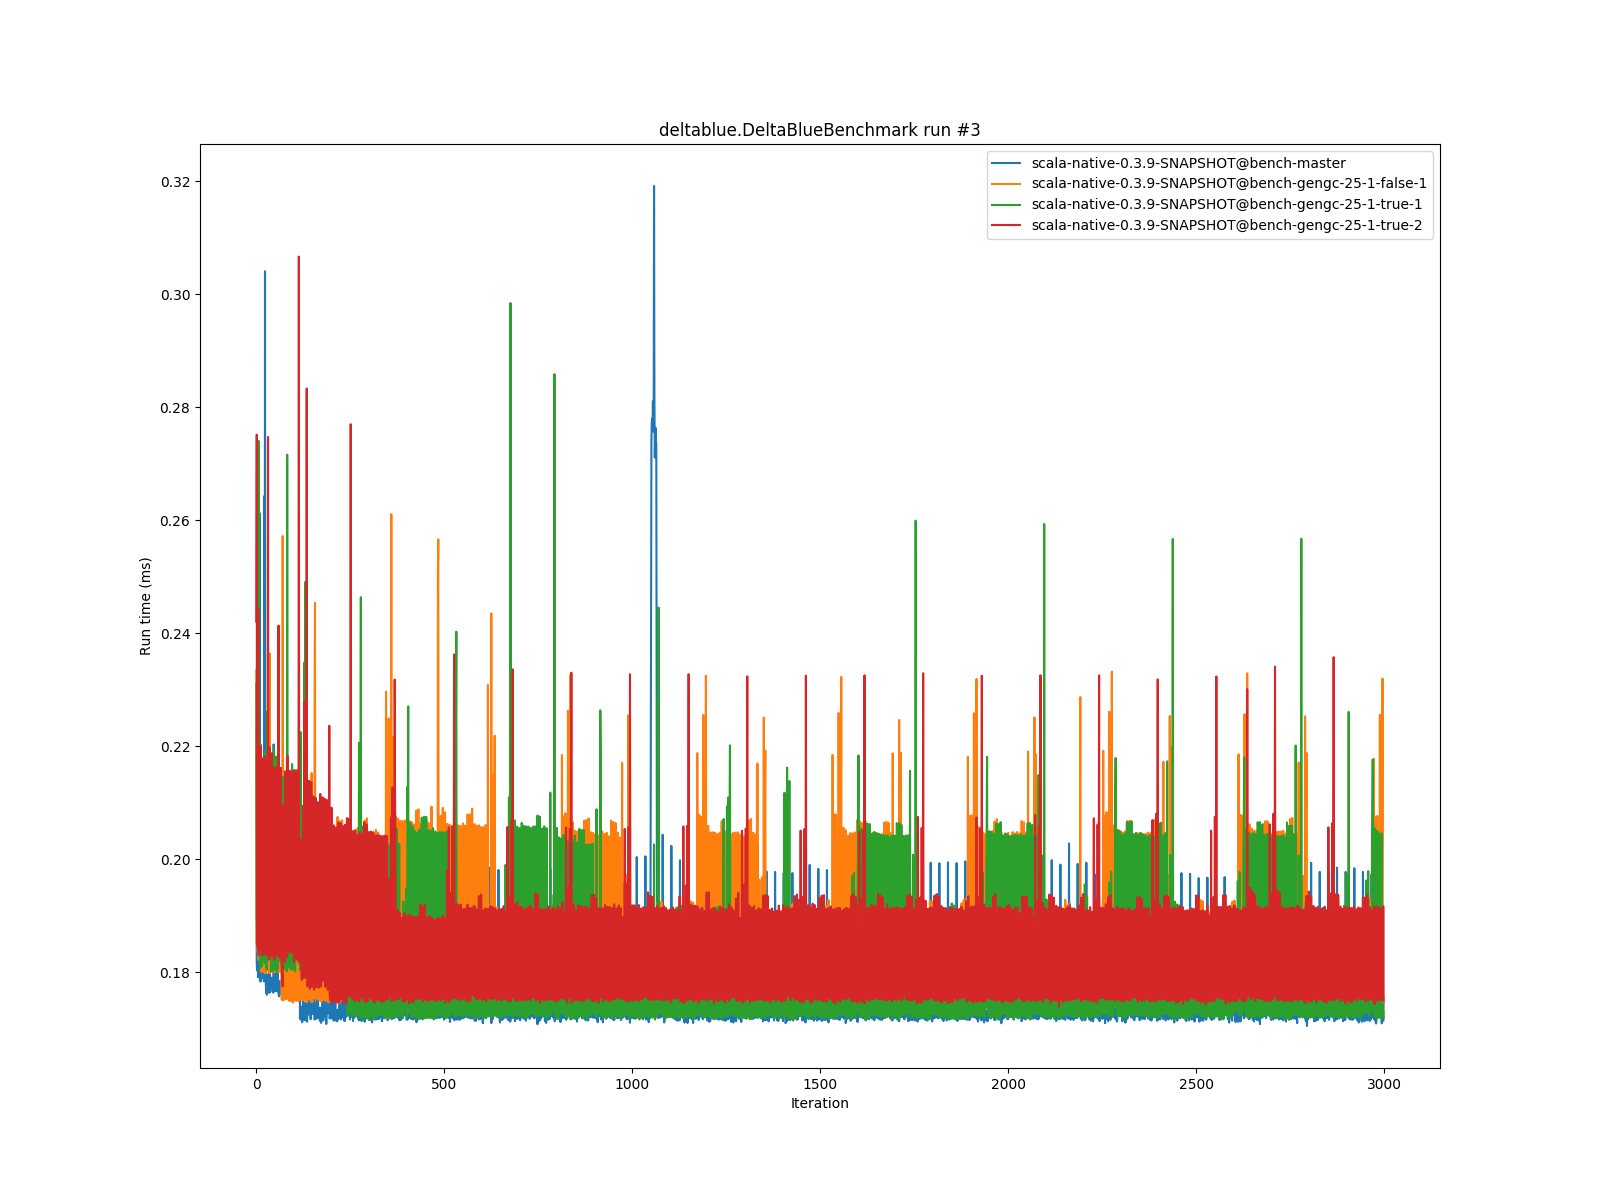 deltablue.DeltaBlueBenchmark run #3
scala-native-0.3.9-SNAPSHOT@bench-master
scala-native-0.3.9-SNAPSHOT@bench-gengc-25-1-false-1
scala-native-0.3.9-SNAPSHOT@bench-gengc-25-1-true-1
scala-native-0.3.9-SNAPSHOT@bench-gengc-25-1-true-2
0.32
0.30
0.28
0.26
0.24
0.22
0.20
0.18
Run time (ms)
0
500
1000
1500
2000
2500
3000
Iteration